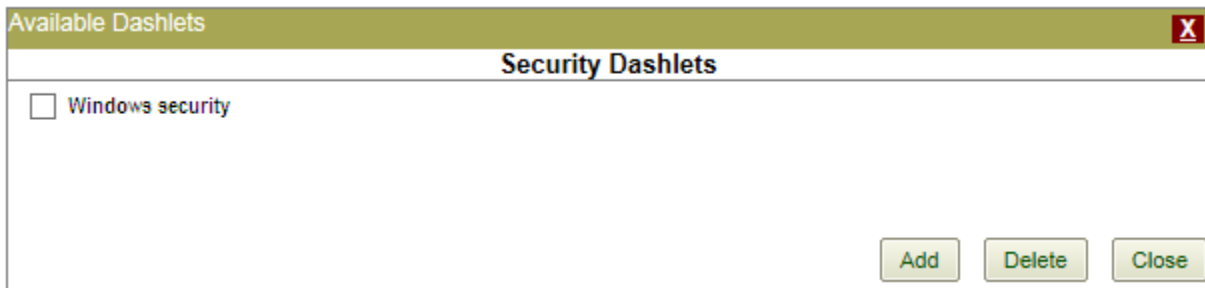 Available Dashlets
X
Security Dashlets
Windows security
Add Delete Close